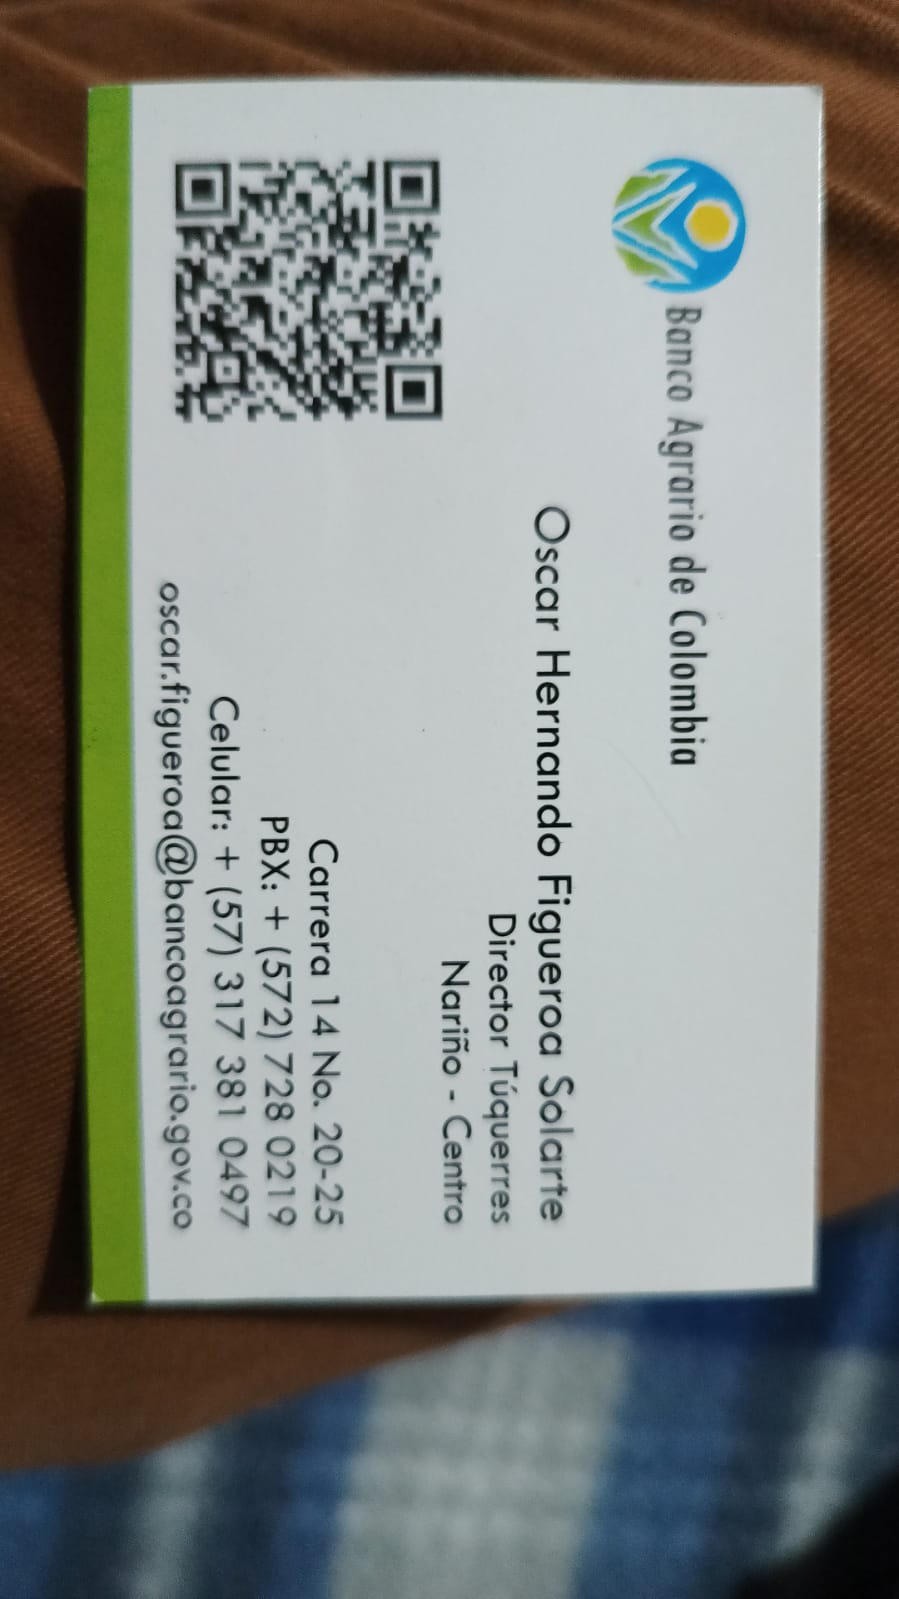 Banco Agrario de Colombia
Oscar Hernando Figueroa Solarte
Director Túquerres
Nariño - Centro
Carrera 14 No. 20-25
PBX: + (572) 728 0219
Celular: + (57) 317 381 0497
oscar.figueroa@bancoagrario.gov.co